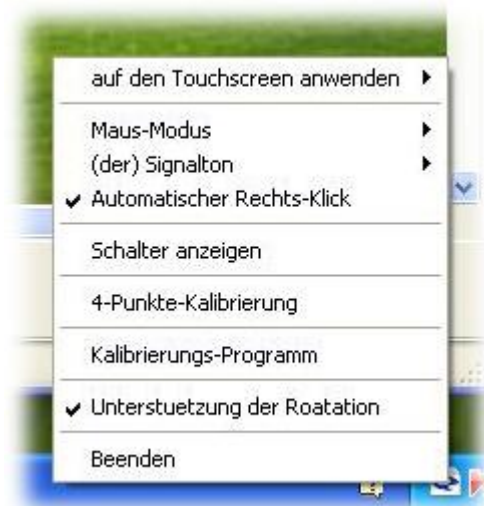 auf den Touchscreen anwenden
Maus-Modus
(der) Signalton
Automatischer Rechts-Klick
Schalter anzeigen
4-Punkte-Kalibrierung
Kalibrierungs-Programm
Unterstuetzung der Roatation
Beenden